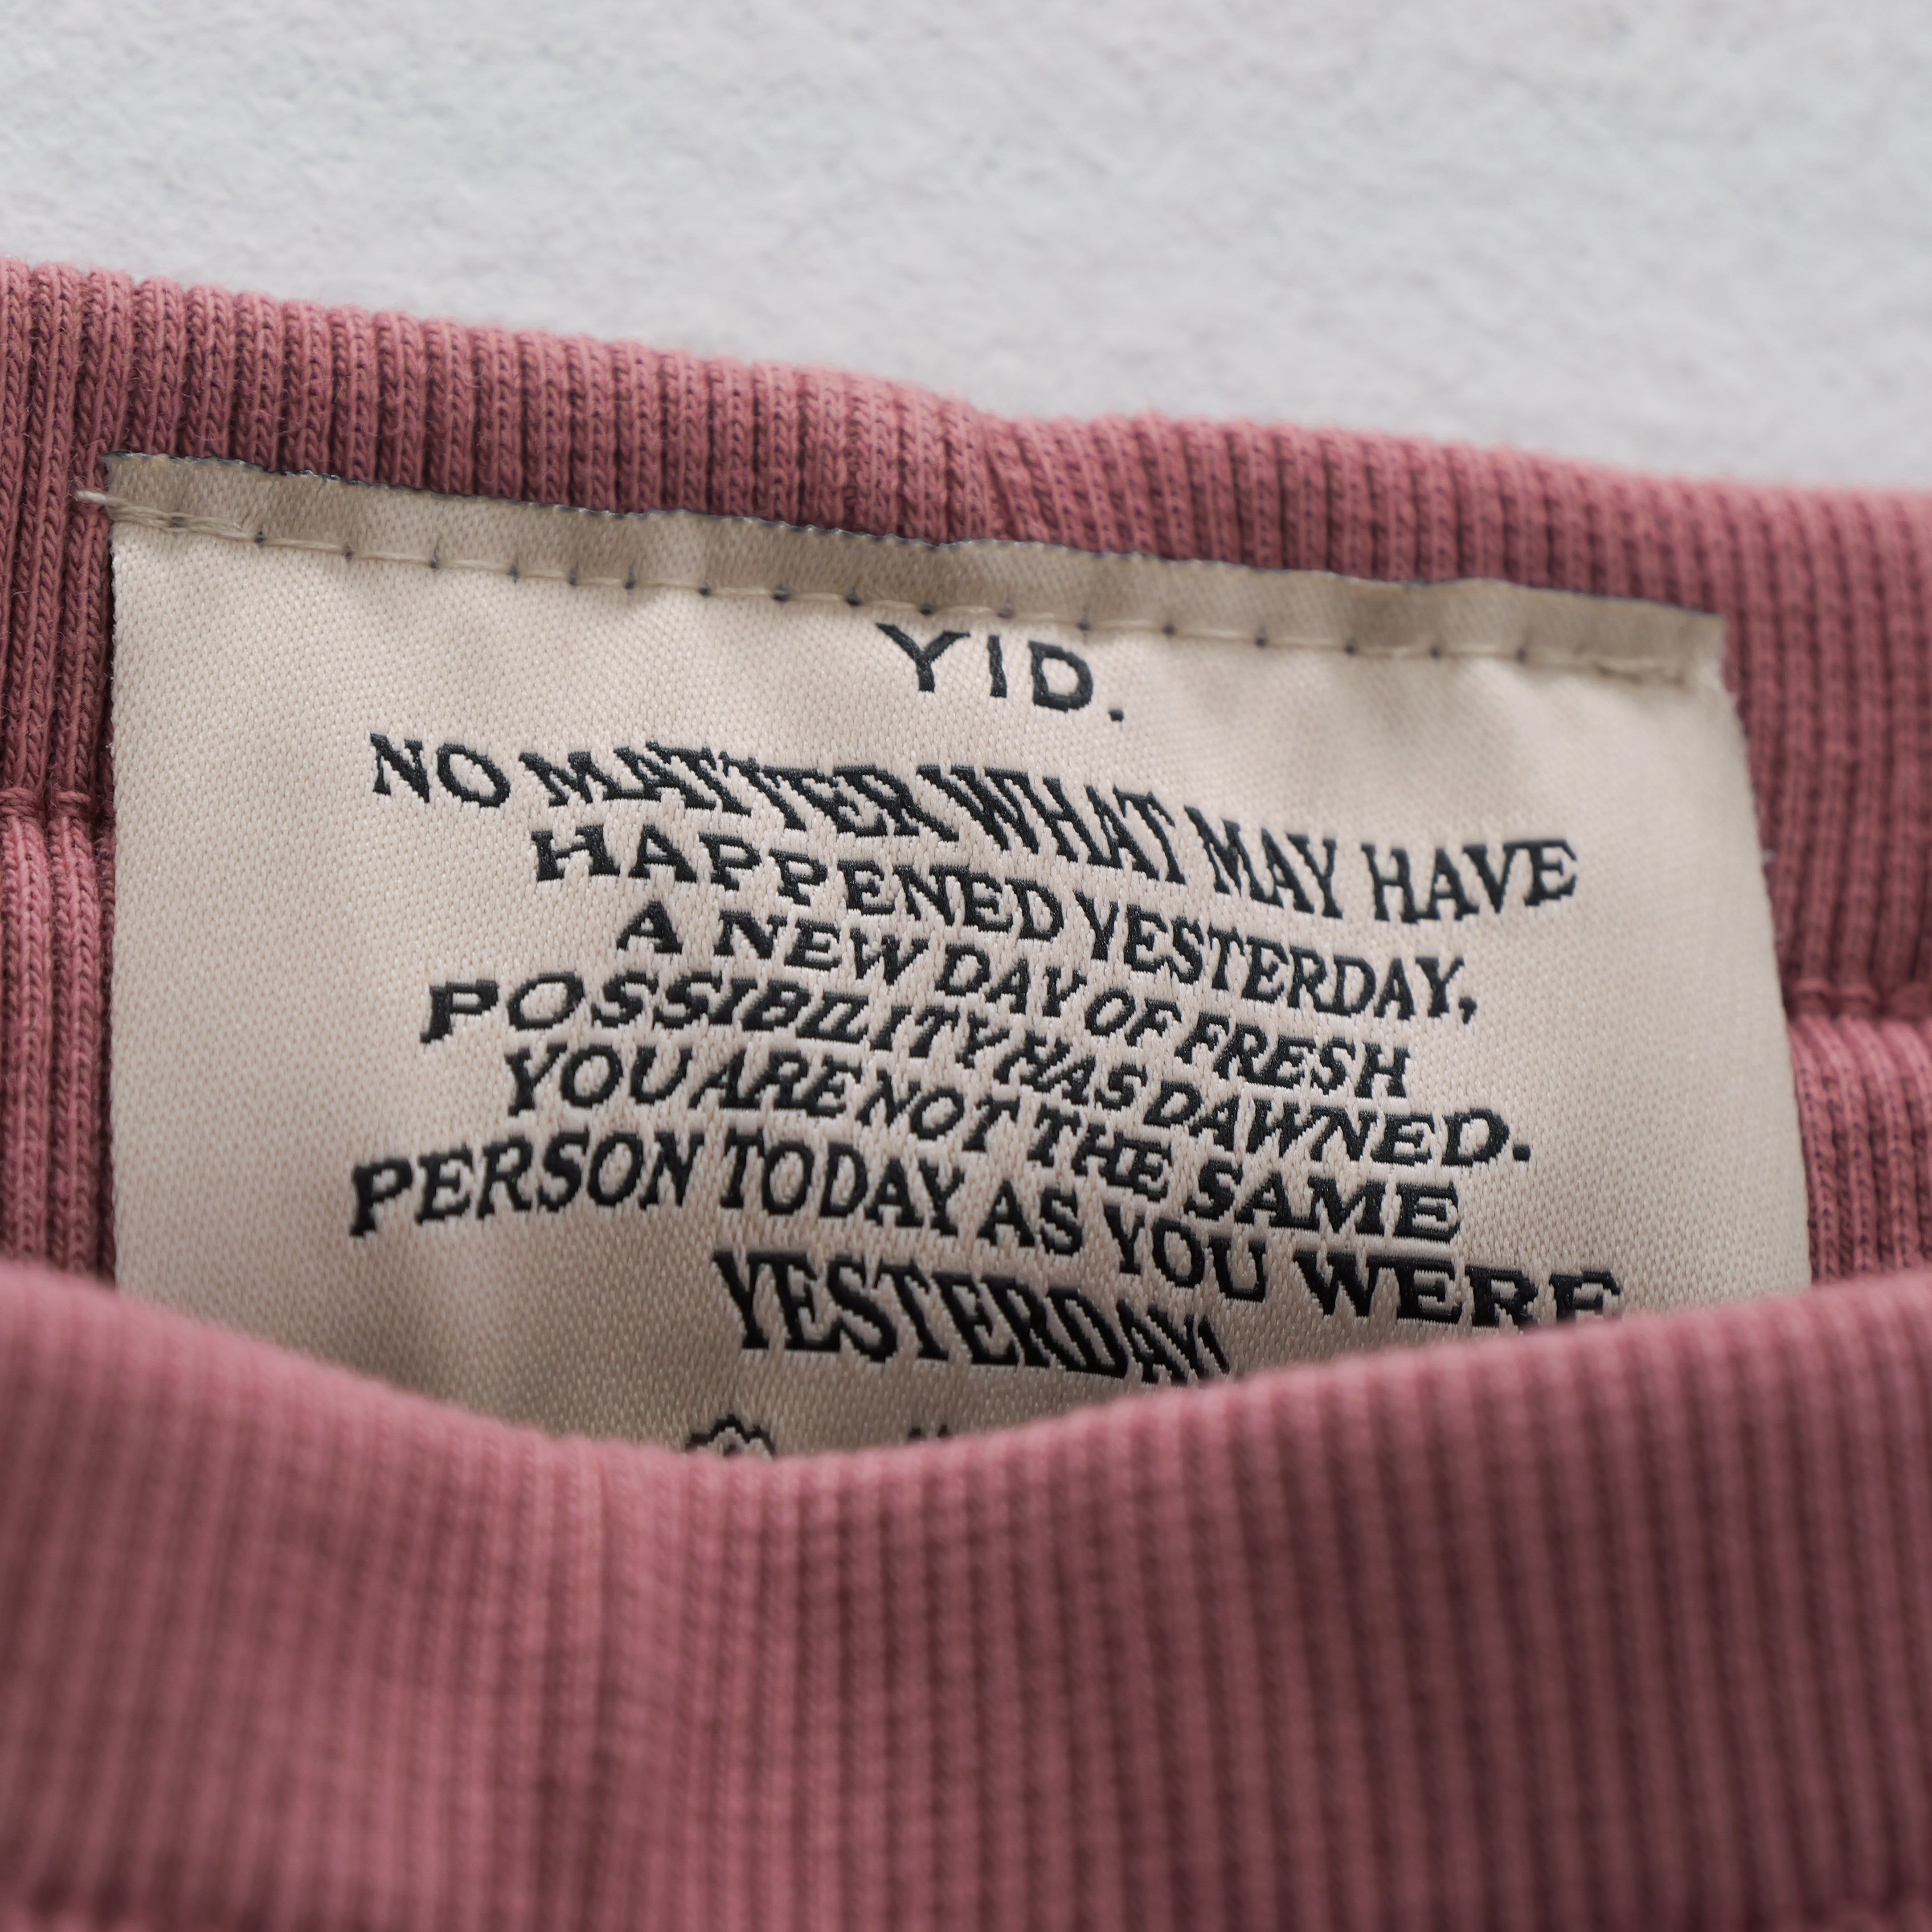 YID.
NO MATTER WHAT MAY HAVE
HAPPENED YESTERDAY,
A NEW DAY OF FRESH
POSSIBILITY HAS DAWNED.
YOU ARE NOT THE SAME
PERSON TODAY AS YOU WERE
YESTERDAY!